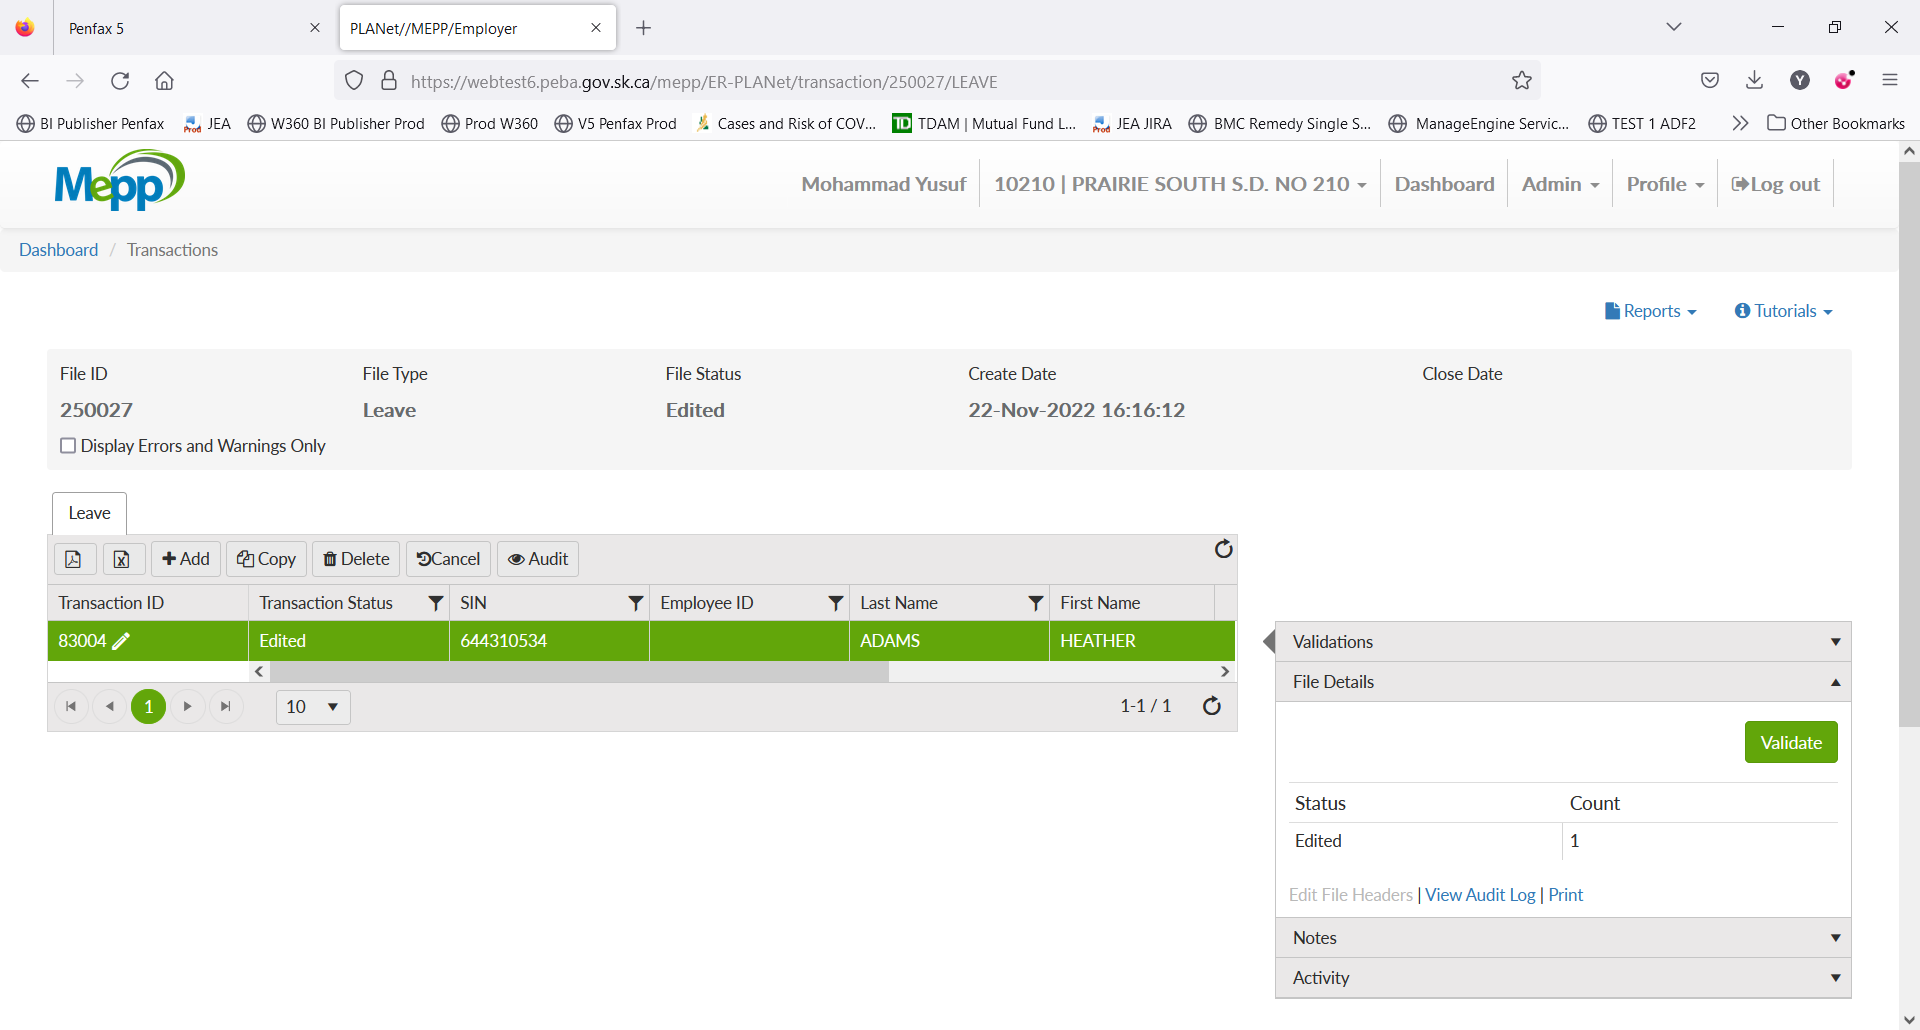 Penfax 5
PLANet//MEPP/Employer
https://webtest6.peba.gov.sk.ca/mepp/ER-PLANet/transaction/250027/LEAVE
Y
BI Publisher Penfax
Prod JEA
W360 BI Publisher Prod
Prod W360
V5 Penfax Prod
Cases and Risk of COV...
TD TDAM | Mutual Fund L...
Prod JEA JIRA
BMC Remedy Single S...
ManageEngine Servic...
TEST 1 ADF2
Other Bookmarks
Mepp
Mohammad Yusuf
10210 | PRAIRIE SOUTH S.D. NO 210
Dashboard
Admin
Profile
Log out
Dashboard / Transactions
Reports
Tutorials
File ID
File Type
File Status
Create Date
Close Date
250027
Leave
Edited
22-Nov-2022 16:16:12
Display Errors and Warnings Only
Leave
Add
Copy
Delete
Cancel
Audit
Transaction ID
Transaction Status
SIN
Employee ID
Last Name
First Name
83004
Edited
644310534
ADAMS
HEATHER
1
10
1-1 / 1
Validations
File Details
Validate
Status
Count
Edited
1
Edit File Headers | View Audit Log | Print
Notes
Activity